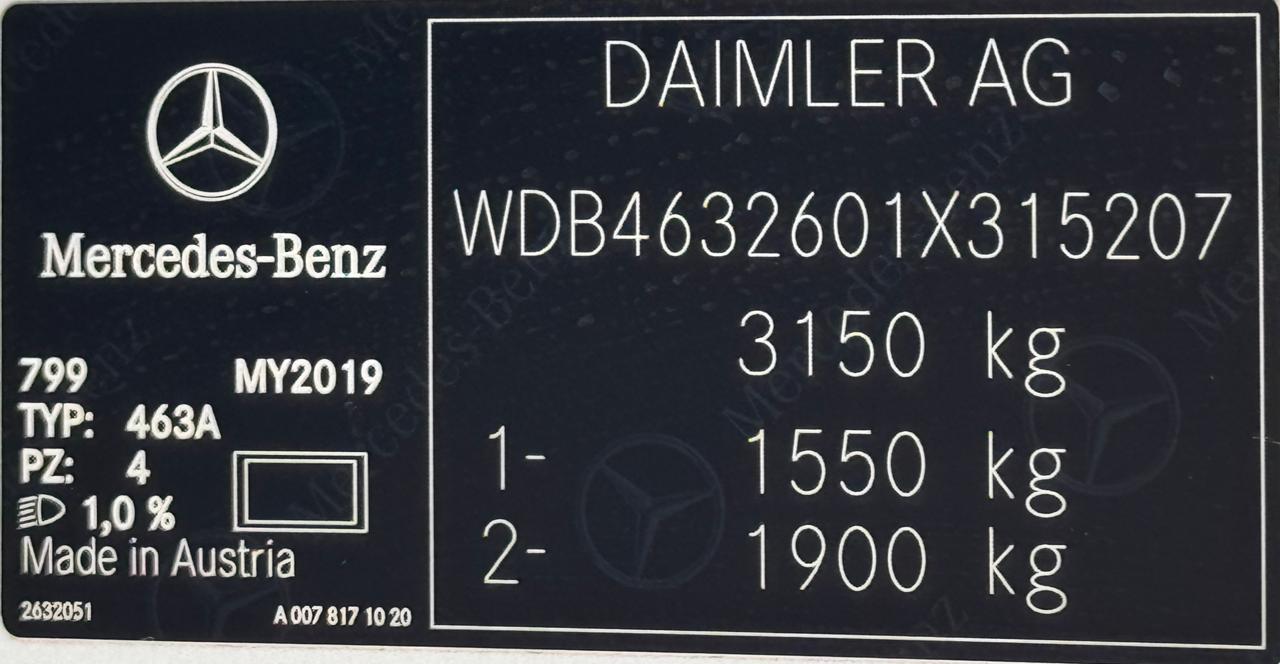 Mercedes-Benz
799 MY2019
TYP: 463A
PZ: 4
1,0 %
Made in Austria
2632051 A 007 817 10 20
DAIMLER AG
WDB4632601X315207
3150 kg
1- 1550 kg
2- 1900 kg